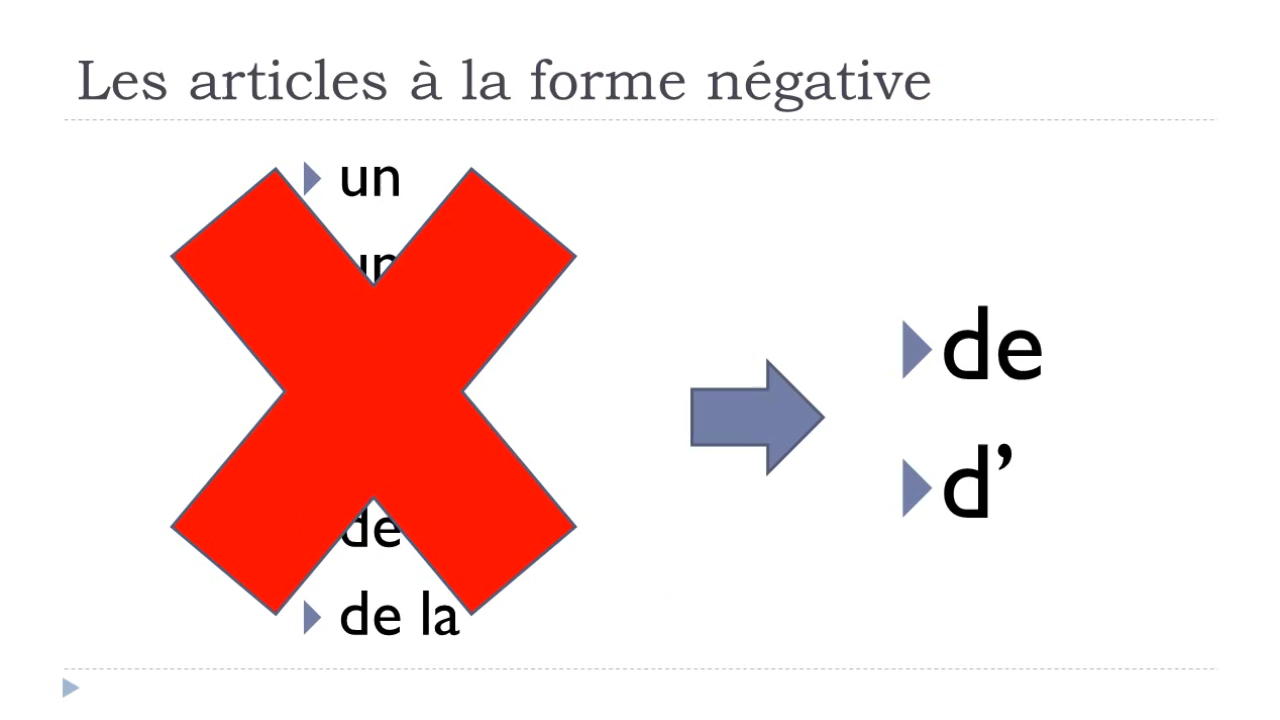 Les articles à la forme négative
un
de la
de
d’